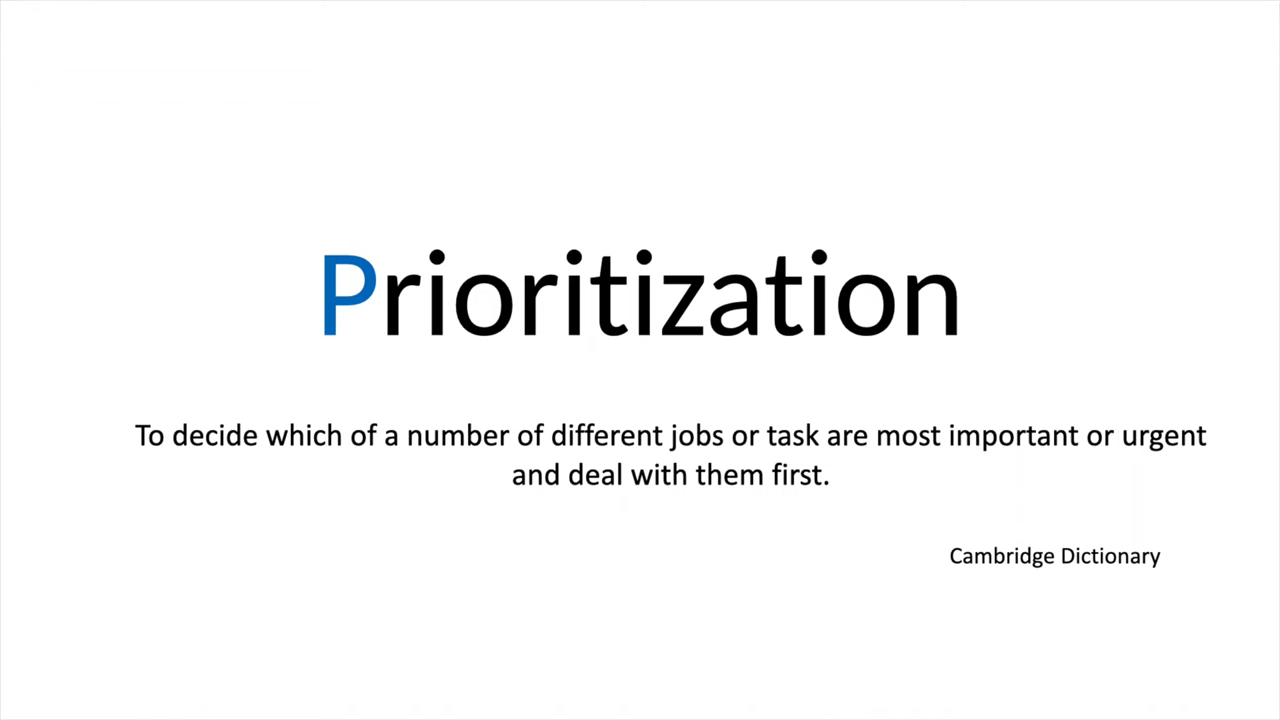 Prioritization
To decide which of a number of different jobs or task are most important or urgent
and deal with them first.
Cambridge Dictionary